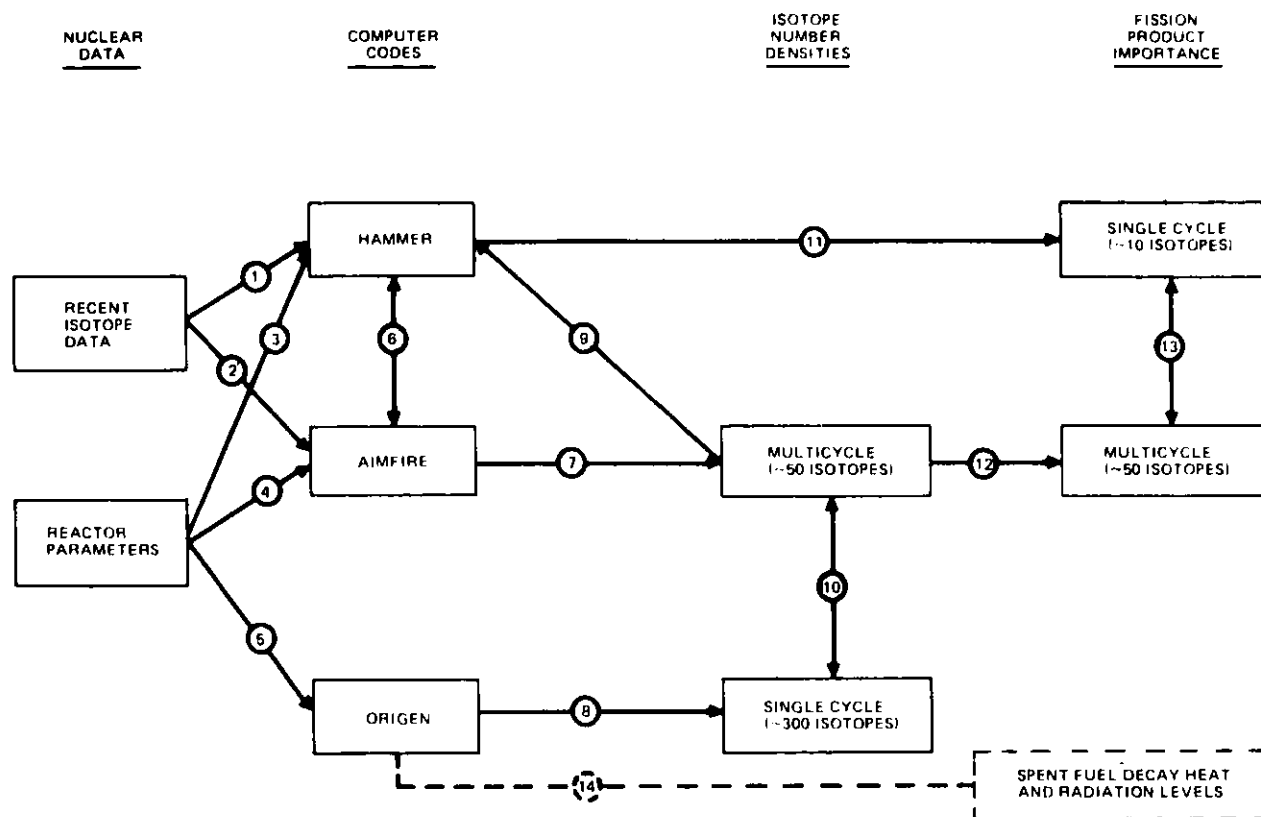 NUCLEAR
DATA
COMPUTER
CODES
ISOTOPE
NUMBER
DENSITIES
FISSION
PRODUCT
IMPORTANCE
HAMMER
11
SINGLE CYCLE
(~10 ISOTOPES)
1
RECENT
ISOTOPE
DATA
3
6
9
13
2
AIMFIRE
7
MULTICYCLE
(~50 ISOTOPES)
12
MULTICYCLE
(~50 ISOTOPES)
4
REACTOR
PARAMETERS
10
5
ORIGEN
8
SINGLE CYCLE
(~300 ISOTOPES)
14
SPENT FUEL DECAY HEAT
AND RADIATION LEVELS